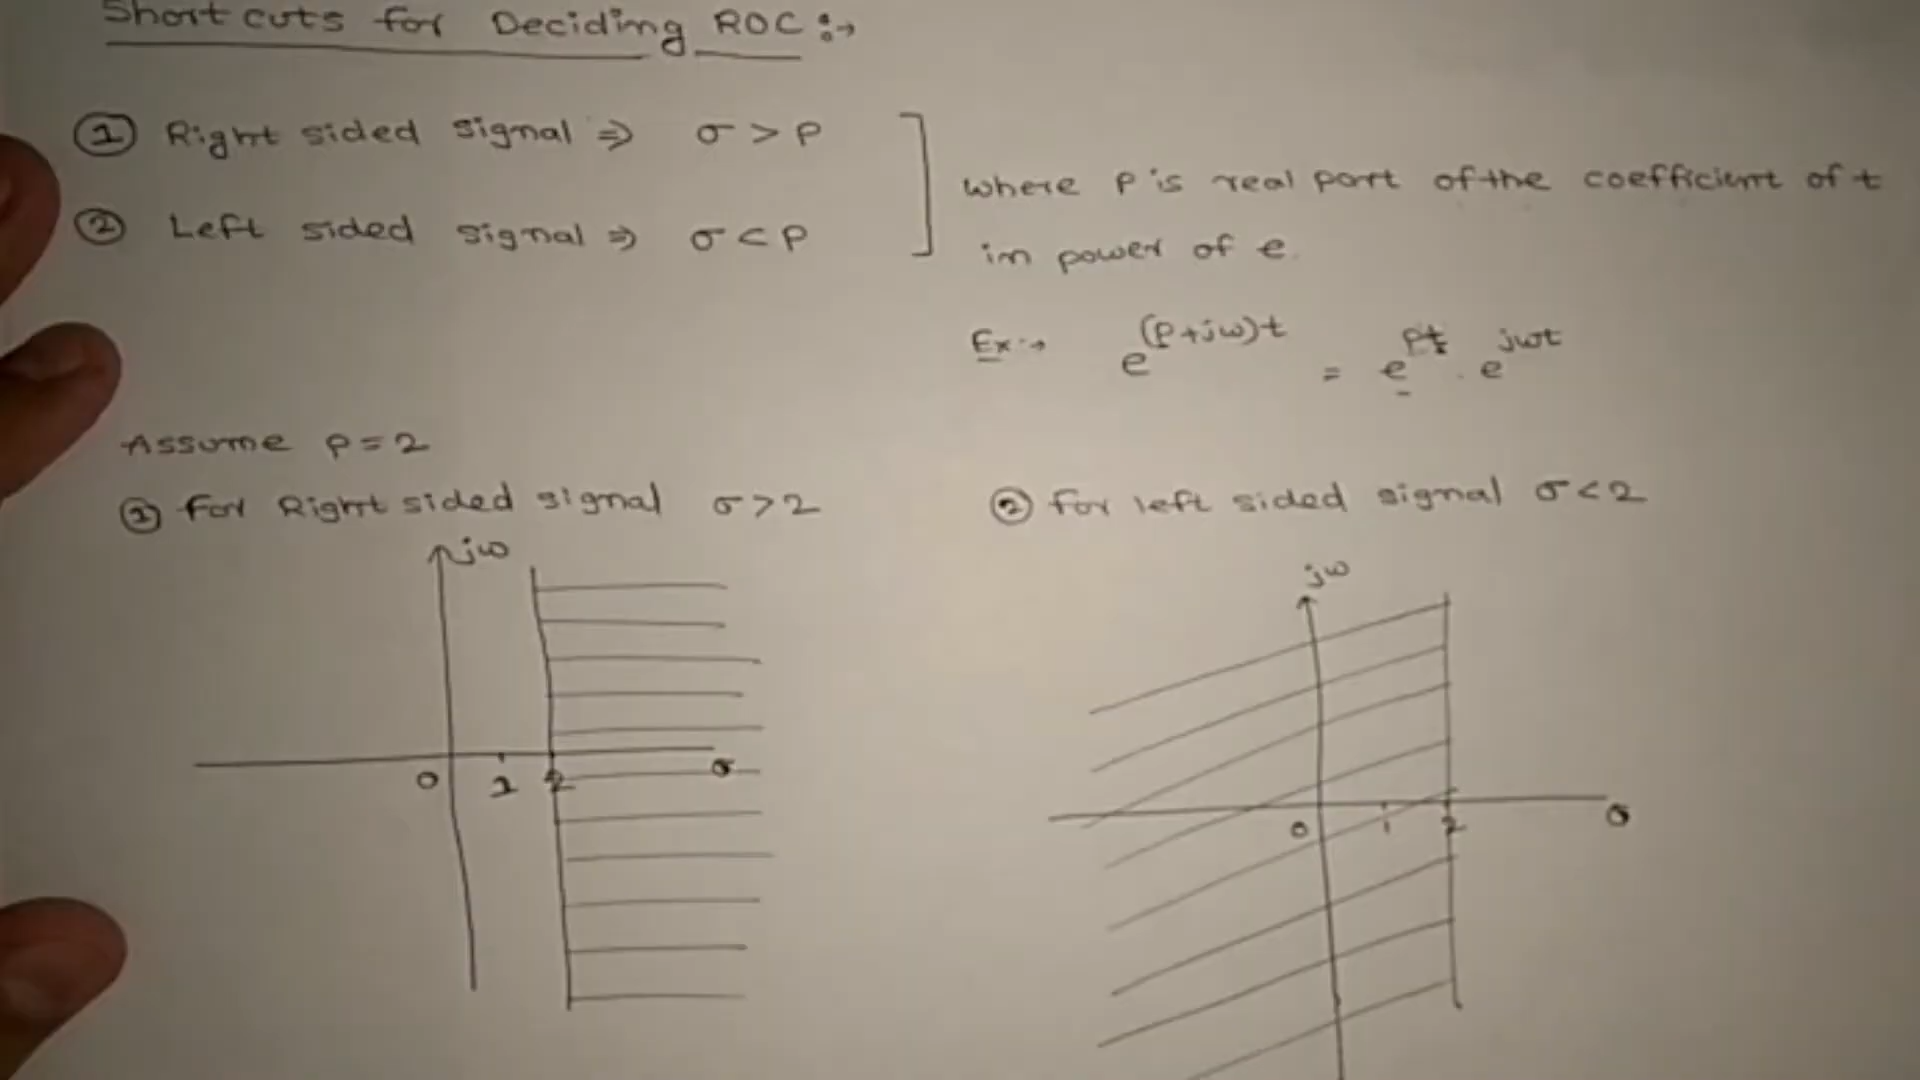 Short cuts for Deciding ROC :→
① Right sided signal ⇒ σ > P
② Left sided signal ⇒ σ < P
where P is real part of the coefficient of t
in power of e.
Ex:→ e^(P+jω)t = e^Pt . e^jωt
Assume P = 2
① for Right sided signal σ > 2
jω
0 1 2 σ
② for left sided signal σ < 2
jω
0 1 2 σ